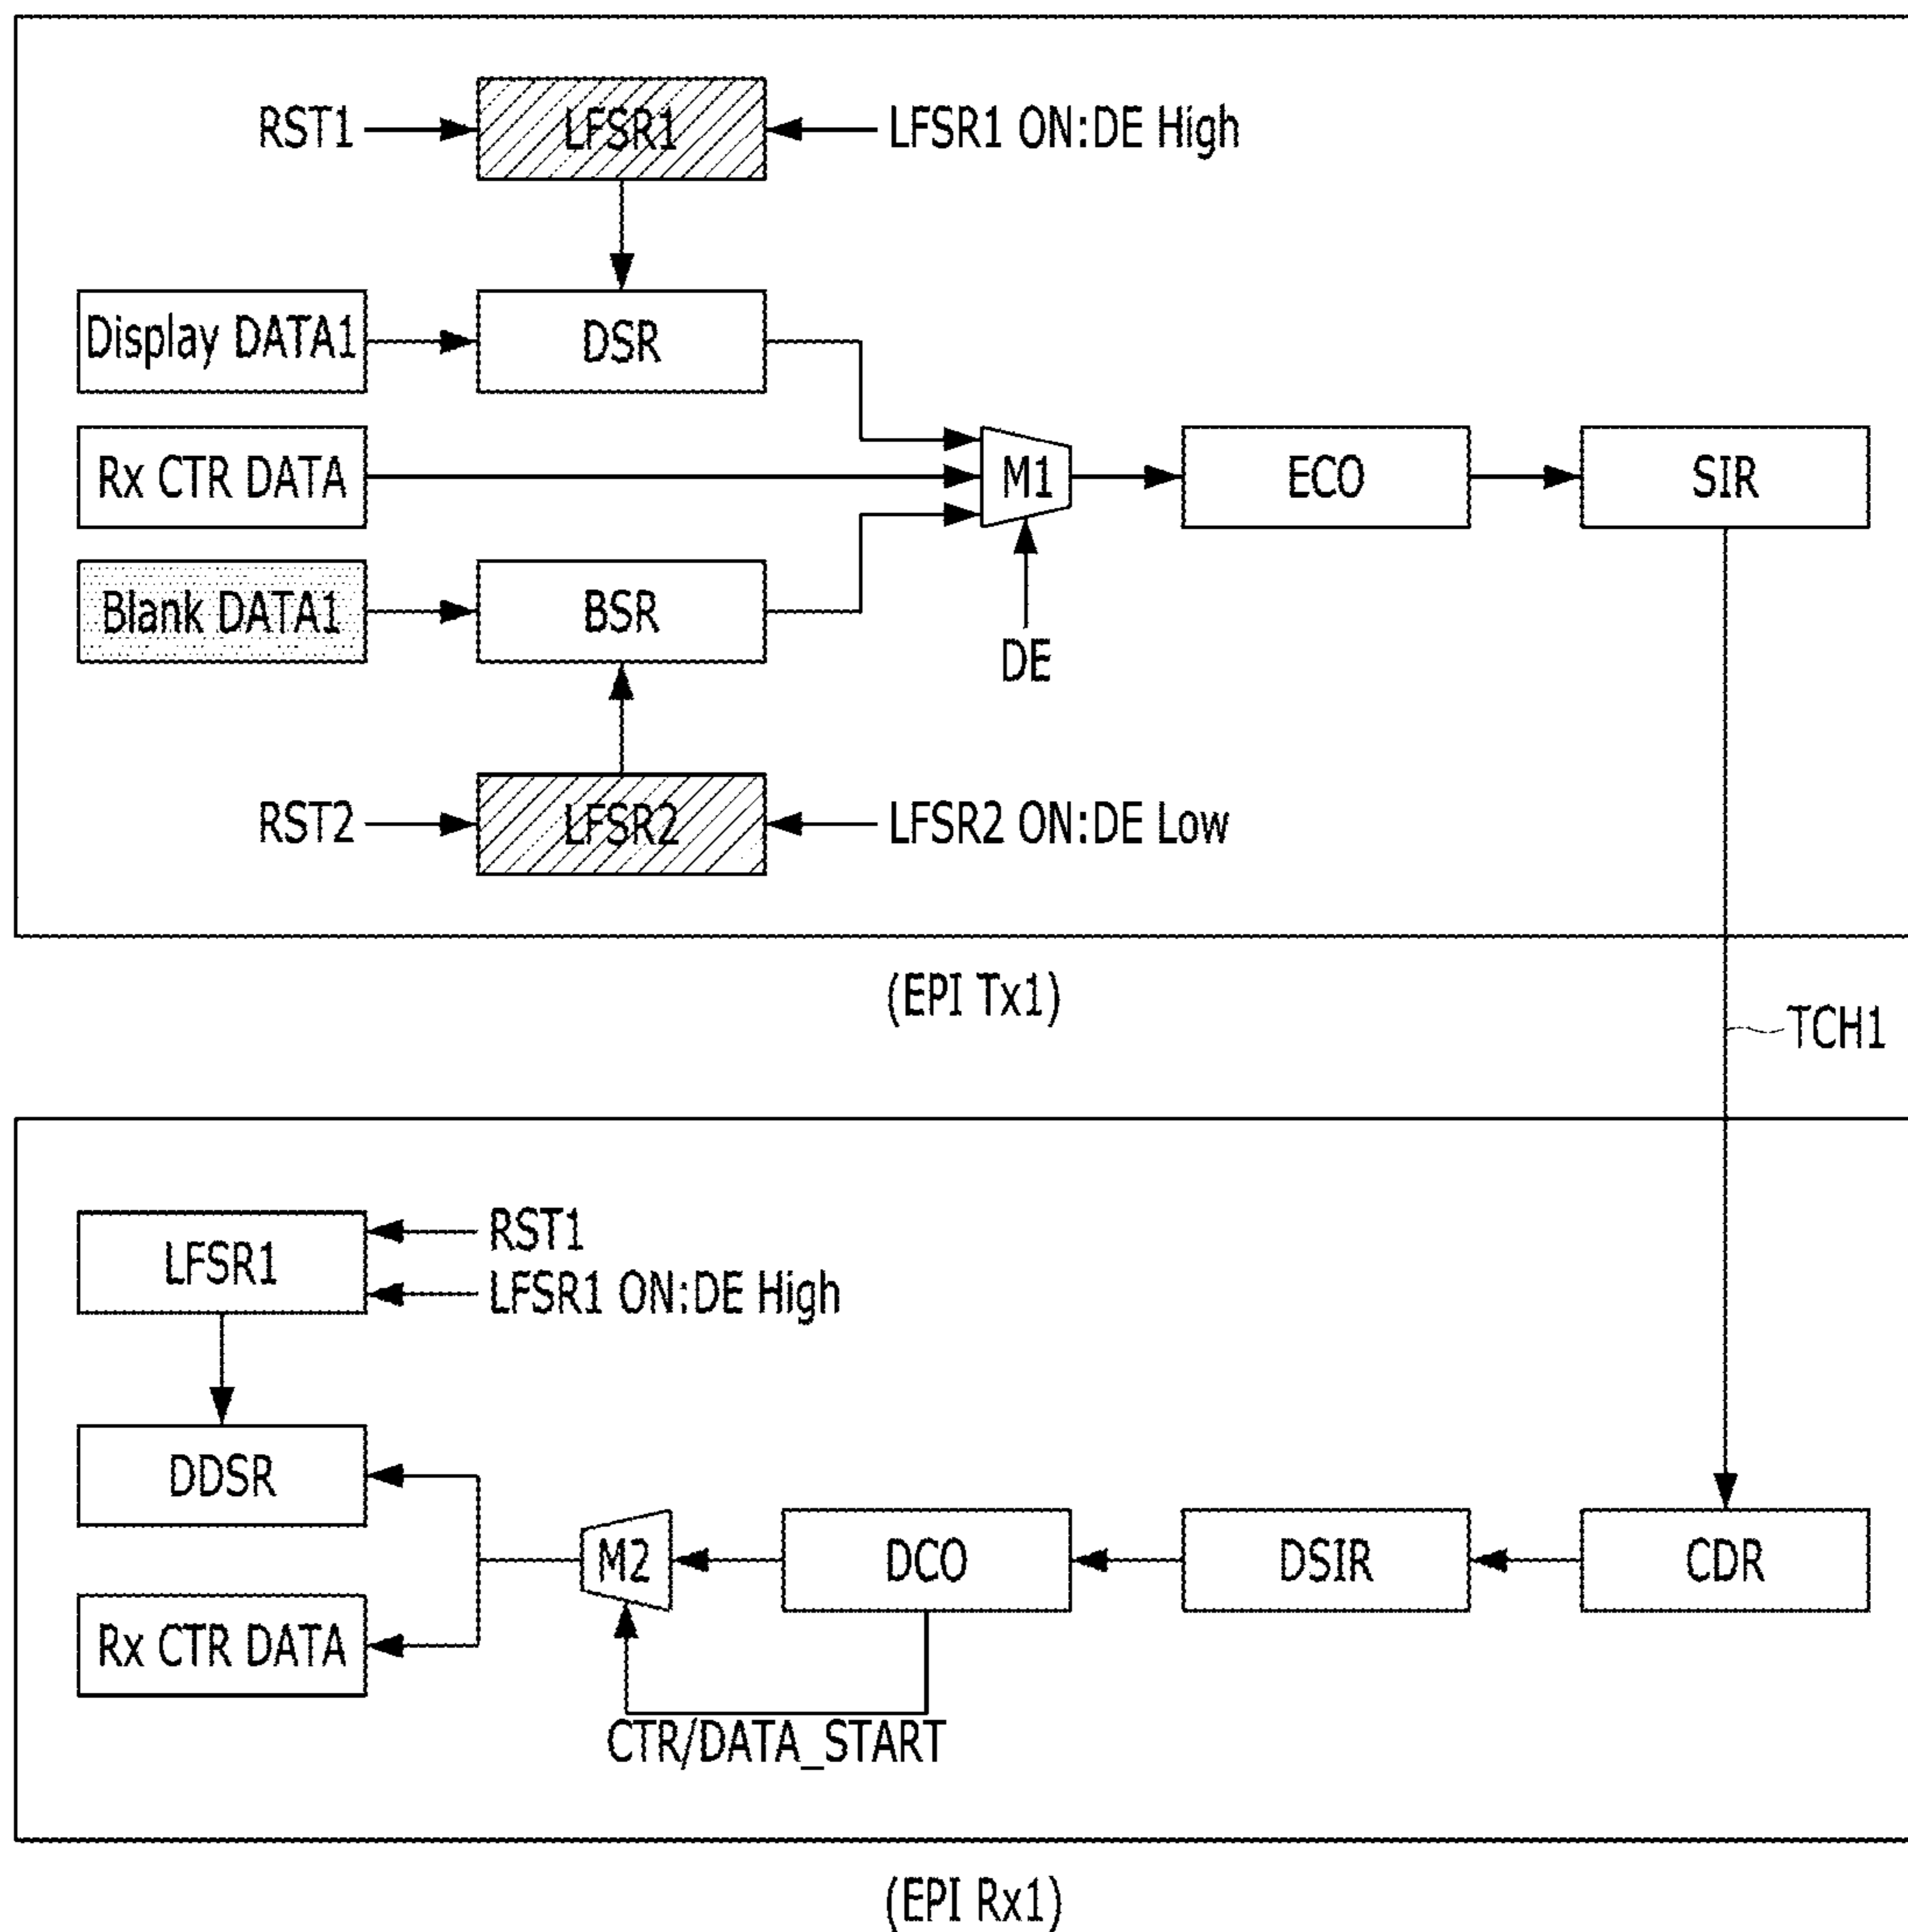 RST1
LFSR1
LFSR1 ON:DE High
Display DATA1
DSR
Rx CTR DATA
M1
ECO
SIR
Blank DATA1
BSR
DE
RST2
LFSR2
LFSR2 ON:DE Low
(EPI Tx1)
TCH1
LFSR1
RST1
LFSR1 ON:DE High
DDSR
M2
DCO
DSIR
CDR
Rx CTR DATA
CTR/DATA_START
(EPI Rx1)